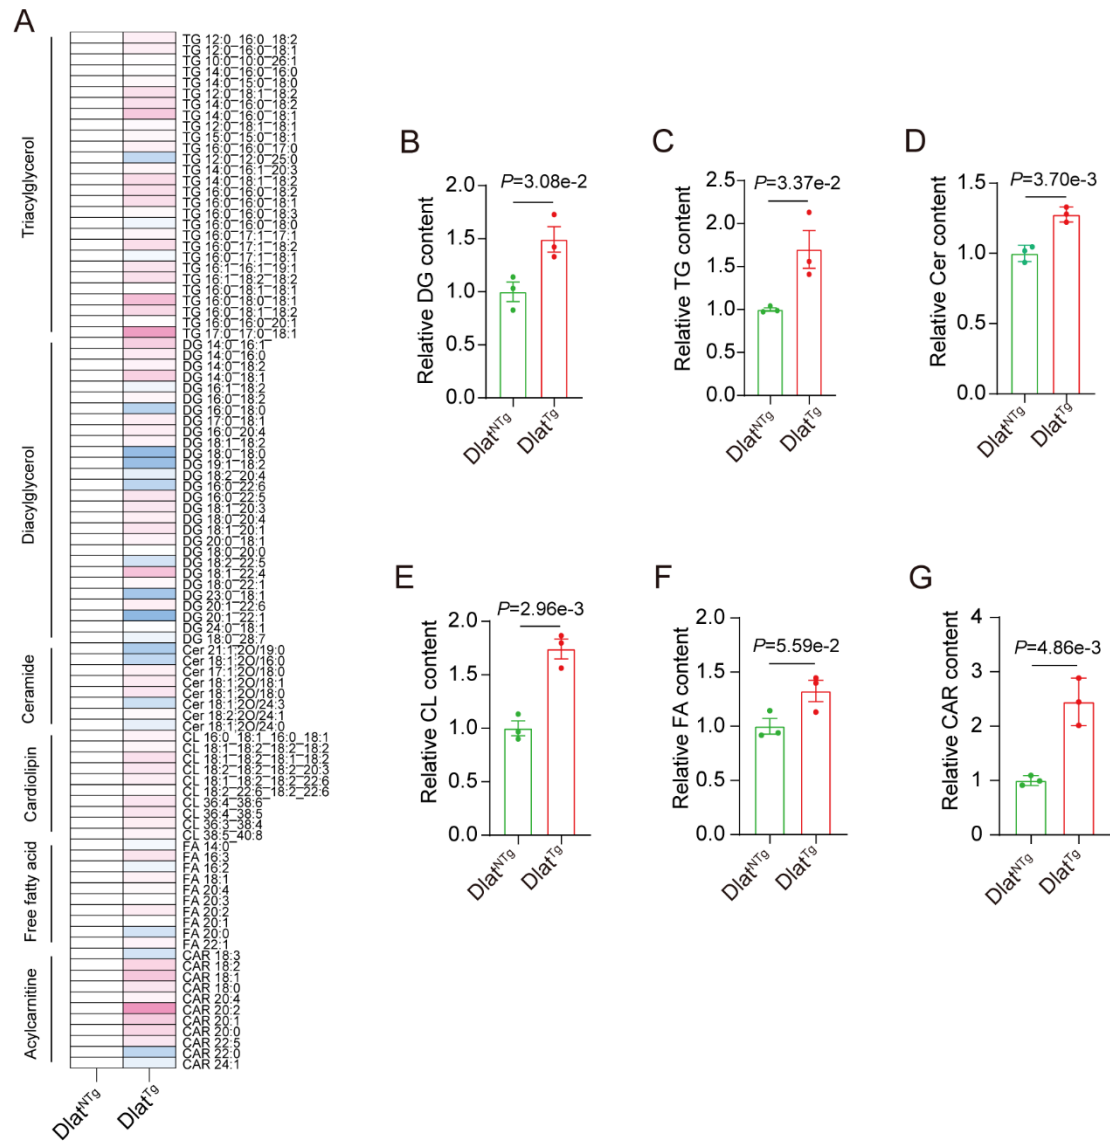 A
Triacylglycerol
TG 12:0_16:0_18:2
TG 12:0_16:0_18:1
TG 10:0_10:0_26:1
TG 14:0_16:0_16:0
TG 14:0_15:0_18:0
TG 12:0_18:1_18:2
TG 14:0_16:0_18:2
TG 14:0_16:0_18:1
TG 12:0_18:1_18:1
TG 15:0_15:0_18:1
TG 16:0_16:0_17:0
TG 12:0_12:0_25:0
TG 14:0_16:1_20:3
TG 14:0_18:1_18:2
TG 16:0_16:0_18:2
TG 16:0_16:0_18:1
TG 16:0_16:0_18:3
TG 16:0_16:0_18:0
TG 16:0_17:1_17:1
TG 16:0_17:1_18:2
TG 16:0_17:1_18:1
TG 16:1_16:1_19:1
TG 16:1_18:2_18:2
TG 16:0_18:1_18:1
TG 16:0_18:0_18:1
TG 16:0_18:1_18:2
TG 16:0_16:0_20:1
TG 17:0_17:0_18:1
Diacylglycerol
DG 14:0_16:1
DG 14:0_16:0
DG 14:0_18:2
DG 14:0_18:1
DG 16:1_18:2
DG 16:0_18:2
DG 16:0_18:0
DG 17:0_18:1
DG 16:0_20:4
DG 18:1_18:2
DG 18:0_18:0
DG 19:1_18:2
DG 18:2_20:4
DG 16:0_22:6
DG 16:0_22:5
DG 18:1_20:3
DG 18:0_20:4
DG 18:1_20:1
DG 20:0_18:1
DG 18:0_20:0
DG 18:2_22:5
DG 18:1_22:4
DG 18:0_22:1
DG 23:0_18:1
DG 20:1_22:6
DG 20:1_22:1
DG 24:0_18:1
DG 18:0_28:7
Ceramide
Cer 21:1;2O/19:0
Cer 18:1;2O/16:0
Cer 17:1;2O/18:0
Cer 18:1;2O/18:1
Cer 18:1;2O/18:0
Cer 18:1;2O/24:3
Cer 18:2;2O/24:1
Cer 18:1;2O/24:0
Cardiolipin
CL 16:0_18:1_16:0_18:1
CL 18:1_18:2_18:2_18:2
CL 18:1_18:2_18:1_18:2
CL 18:2_18:2_18:2_20:3
CL 18:1_18:2_18:2_22:6
CL 18:2_22:6_18:2_22:6
CL 36:4_38:6
CL 36:4_38:5
CL 36:3_38:4
CL 38:5_40:8
Free fatty acid
FA 14:0
FA 16:3
FA 16:2
FA 18:1
FA 20:4
FA 20:3
FA 20:2
FA 20:1
FA 20:0
FA 22:1
Acylcarnitine
CAR 18:3
CAR 18:2
CAR 18:1
CAR 18:0
CAR 20:4
CAR 20:2
CAR 20:1
CAR 20:0
CAR 22:5
CAR 22:0
CAR 24:1
Dlat^NTg
Dlat^Tg
B
P=3.08e-2
Relative DG content
2.0
1.5
1.0
0.5
0.0
Dlat^NTg
Dlat^Tg
C
P=3.37e-2
Relative TG content
2.5
2.0
1.5
1.0
0.5
0.0
Dlat^NTg
Dlat^Tg
D
P=3.70e-3
Relative Cer content
1.5
1.0
0.5
0.0
Dlat^NTg
Dlat^Tg
E
P=2.96e-3
Relative CL content
2.0
1.5
1.0
0.5
0.0
Dlat^NTg
Dlat^Tg
F
P=5.59e-2
Relative FA content
2.0
1.5
1.0
0.5
0.0
Dlat^NTg
Dlat^Tg
G
P=4.86e-3
Relative CAR content
4
3
2
1
0
Dlat^NTg
Dlat^Tg